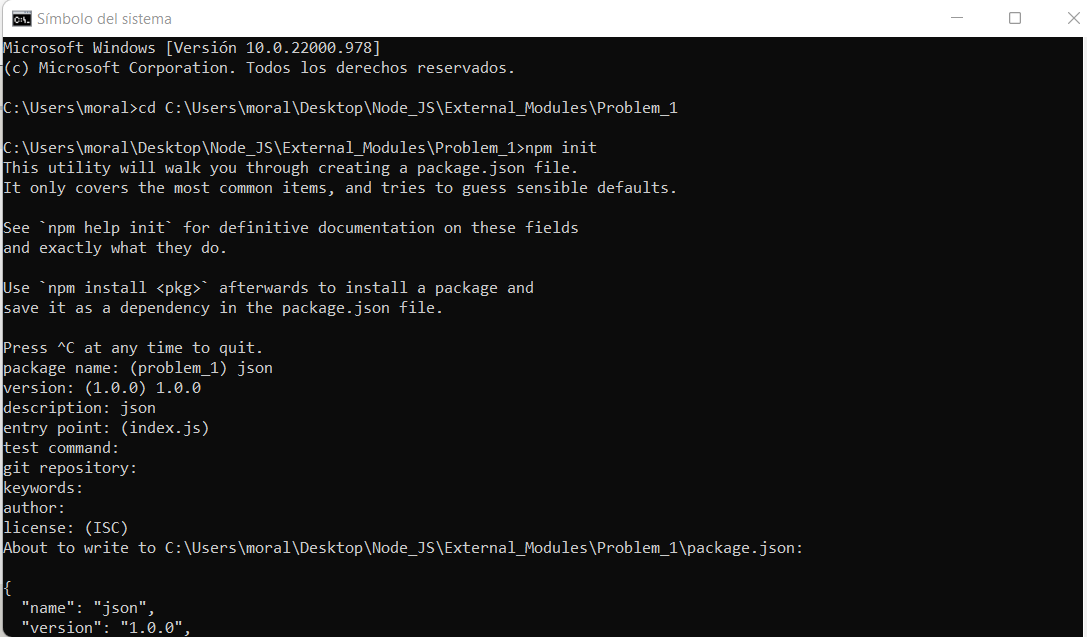 Símbolo del sistema
Microsoft Windows [Versión 10.0.22000.978]
(c) Microsoft Corporation. Todos los derechos reservados.
C:\Users\moral>cd C:\Users\moral\Desktop\Node_JS\External_Modules\Problem_1
C:\Users\moral\Desktop\Node_JS\External_Modules\Problem_1>npm init
This utility will walk you through creating a package.json file.
It only covers the most common items, and tries to guess sensible defaults.
See `npm help init` for definitive documentation on these fields
and exactly what they do.
Use `npm install <pkg>` afterwards to install a package and
save it as a dependency in the package.json file.
Press ^C at any time to quit.
package name: (problem_1) json
version: (1.0.0) 1.0.0
description: json
entry point: (index.js)
test command:
git repository:
keywords:
author:
license: (ISC)
About to write to C:\Users\moral\Desktop\Node_JS\External_Modules\Problem_1\package.json:
{
"name": "json",
"version": "1.0.0",